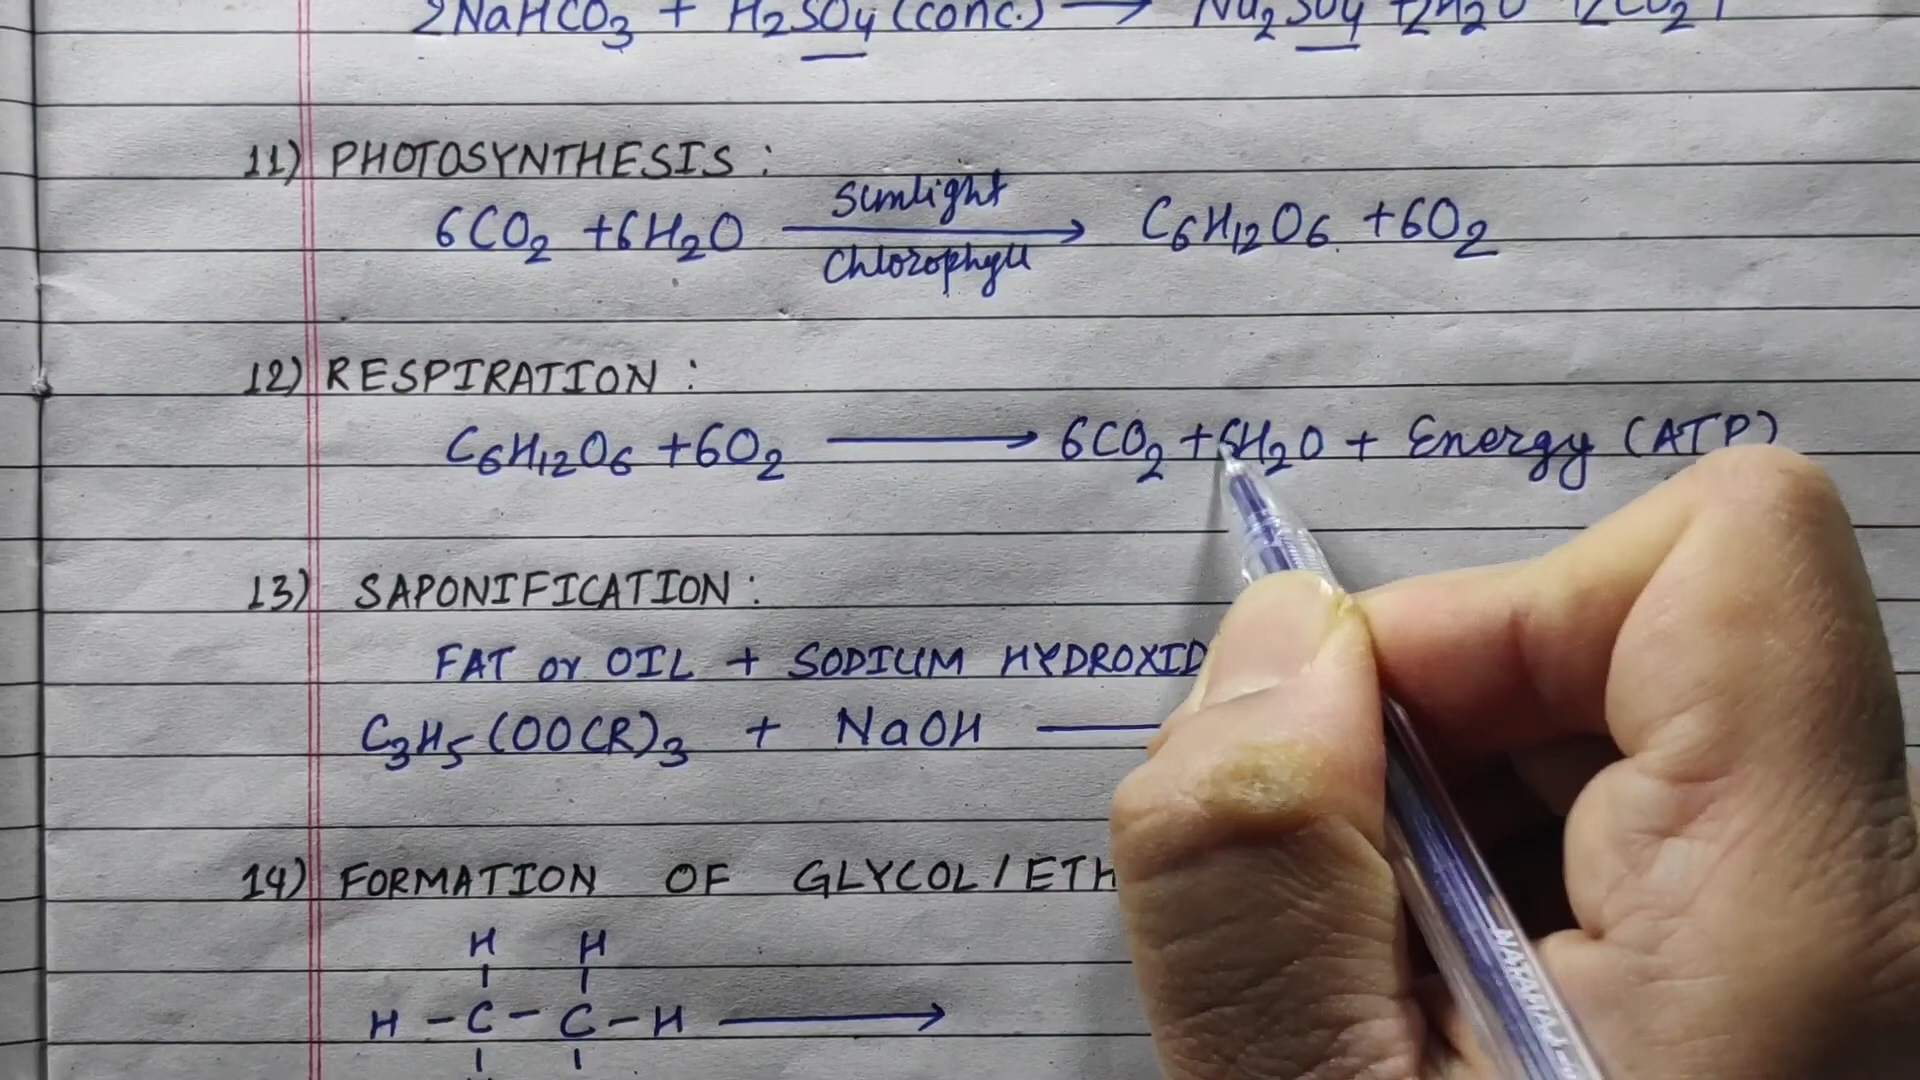 2NaHCO3 + H2SO4 (conc.) → Na2SO4 + 2H2O + 2CO2↑
11) PHOTOSYNTHESIS :
Sunlight
6CO2 + 6H2O → C6H12O6 + 6O2
Chlorophyll
12) RESPIRATION :
C6H12O6 + 6O2 → 6CO2 + 6H2O + Energy (ATP)
13) SAPONIFICATION :
FAT or OIL + SODIUM HYDROXID
C3H5(OOCR)3 + NaOH
14) FORMATION OF GLYCOL/ETH
H H
H - C - C - H →
NATARAJ